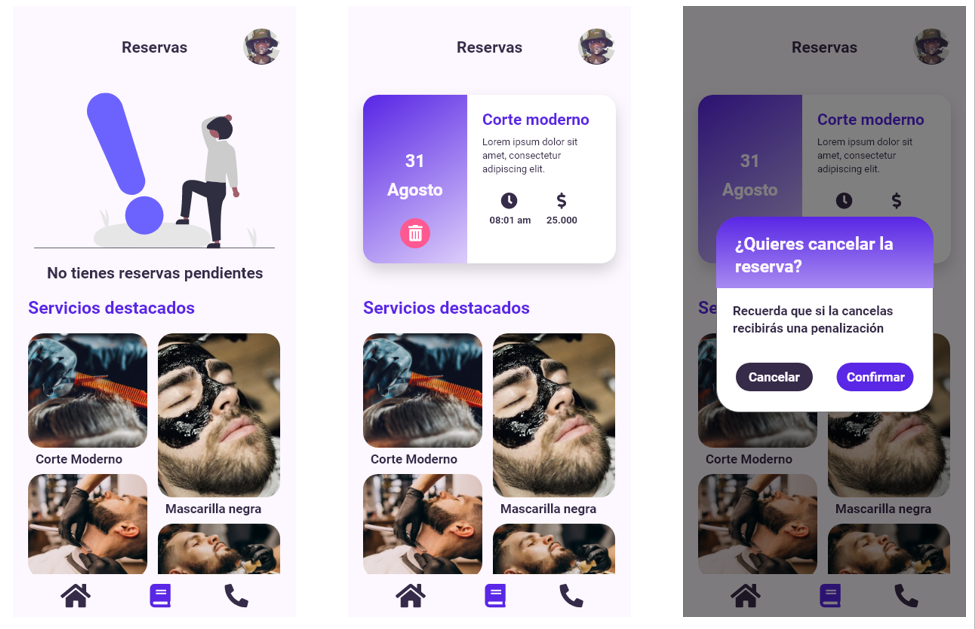 Reservas
No tienes reservas pendientes
Servicios destacados
Corte Moderno
Mascarilla negra
Reservas
31
Agosto
Corte moderno
Lorem ipsum dolor sit
amet, consectetur
adipiscing elit.
$
08:01 am
25.000
Servicios destacados
Corte Moderno
Mascarilla negra
Reservas
31
Agosto
Corte moderno
Lorem ipsum dolor sit
amet, consectetur
adipiscing elit.
$
¿Quieres cancelar la
reserva?
Se
Recuerda que si la cancelas
recibirás una penalización
Cancelar
Confirmar
Corte Moderno
Mascarilla negra